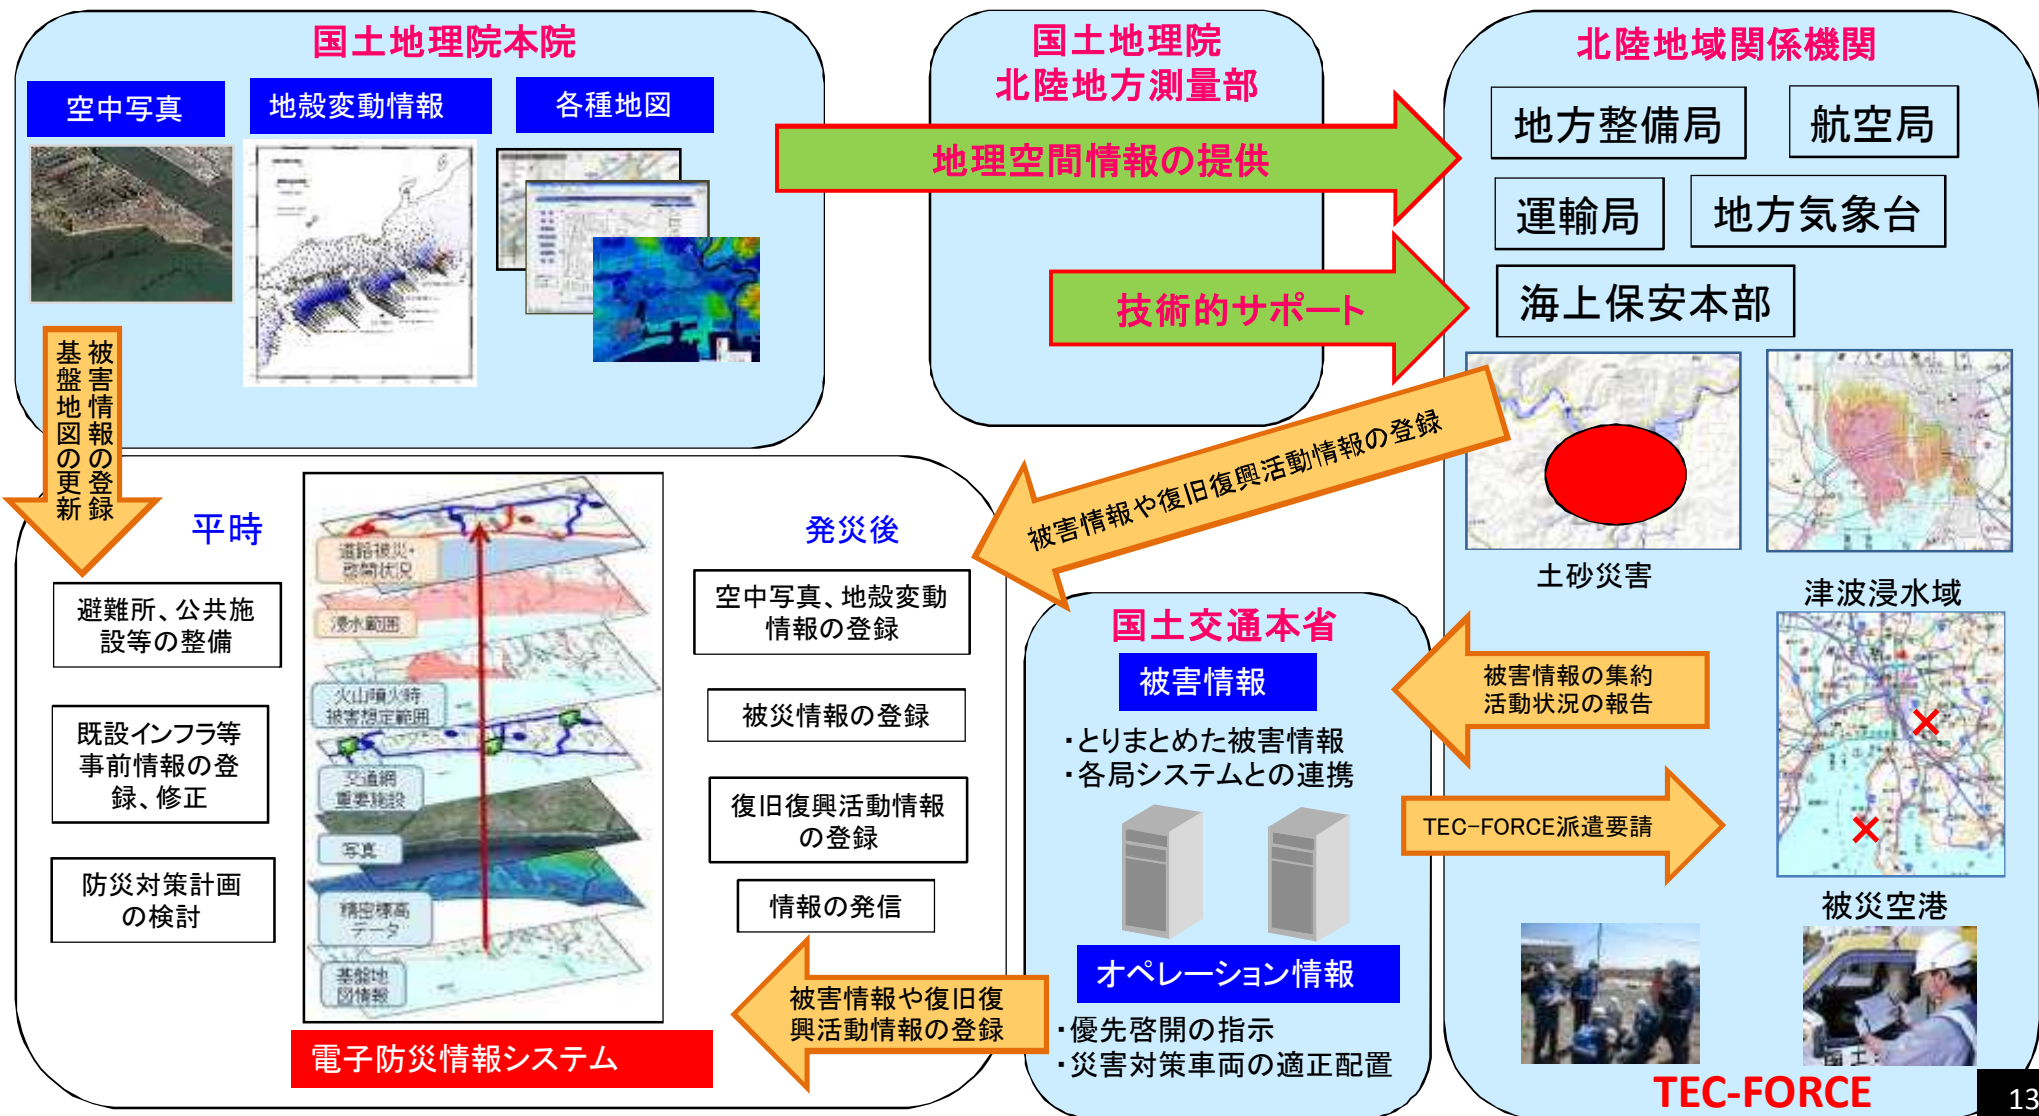 国土地理院本院
空中写真
地殻変動情報
各種地図
国土地理院
北陸地方測量部
地理空間情報の提供
技術的サポート
北陸地域関係機関
地方整備局
航空局
運輸局
地方気象台
海上保安本部
土砂災害
津波浸水域
被災空港
TEC-FORCE
被害情報の登録
基盤地図の更新
被害情報や復旧復興活動情報の登録
平時
避難所、公共施
設等の整備
既設インフラ等
事前情報の登
録、修正
防災対策計画
の検討
道路被災・
啓開状況
浸水範囲
火山噴火時
被害想定範囲
交通網
重要施設
写真
精密標高
データ
基盤地
図情報
電子防災情報システム
発災後
空中写真、地殻変動
情報の登録
被災情報の登録
復旧復興活動情報
の登録
情報の発信
被害情報や復旧復
興活動情報の登録
国土交通本省
被害情報
・とりまとめた被害情報
・各局システムとの連携
オペレーション情報
・優先啓開の指示
・災害対策車両の適正配置
被害情報の集約
活動状況の報告
TEC-FORCE派遣要請
13